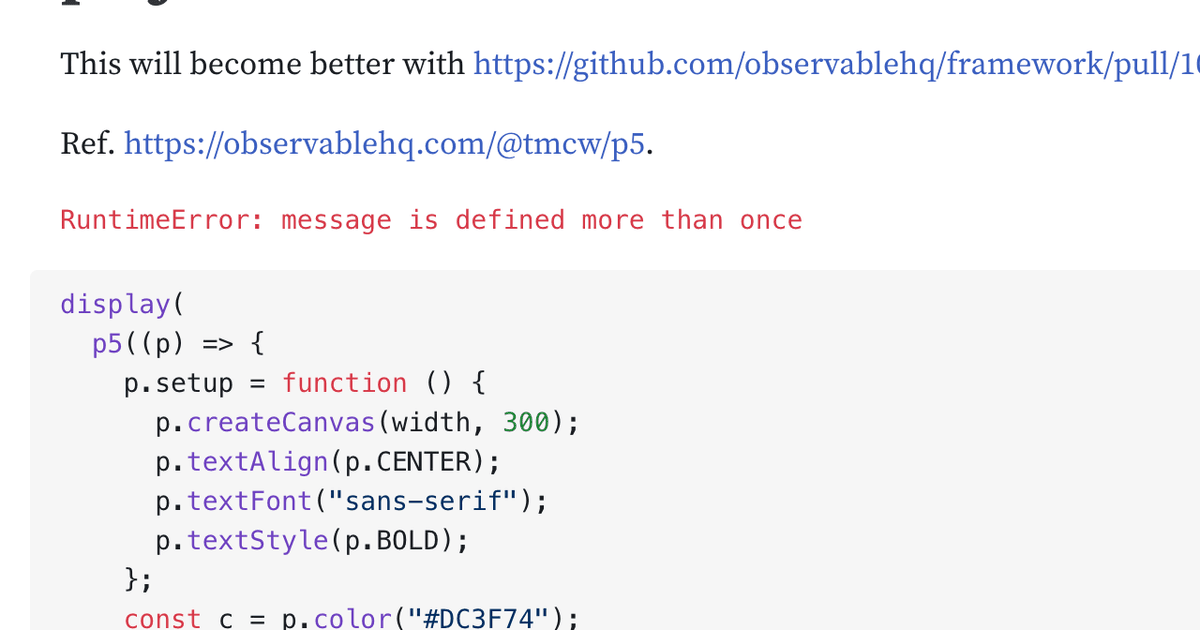 This will become better with https://github.com/observablehq/framework/pull/1
Ref. https://observablehq.com/@tmcw/p5.
RuntimeError: message is defined more than once
display(
  p5((p) => {
    p.setup = function () {
      p.createCanvas(width, 300);
      p.textAlign(p.CENTER);
      p.textFont("sans-serif");
      p.textStyle(p.BOLD);
    };
    const c = p.color("#DC3F74");